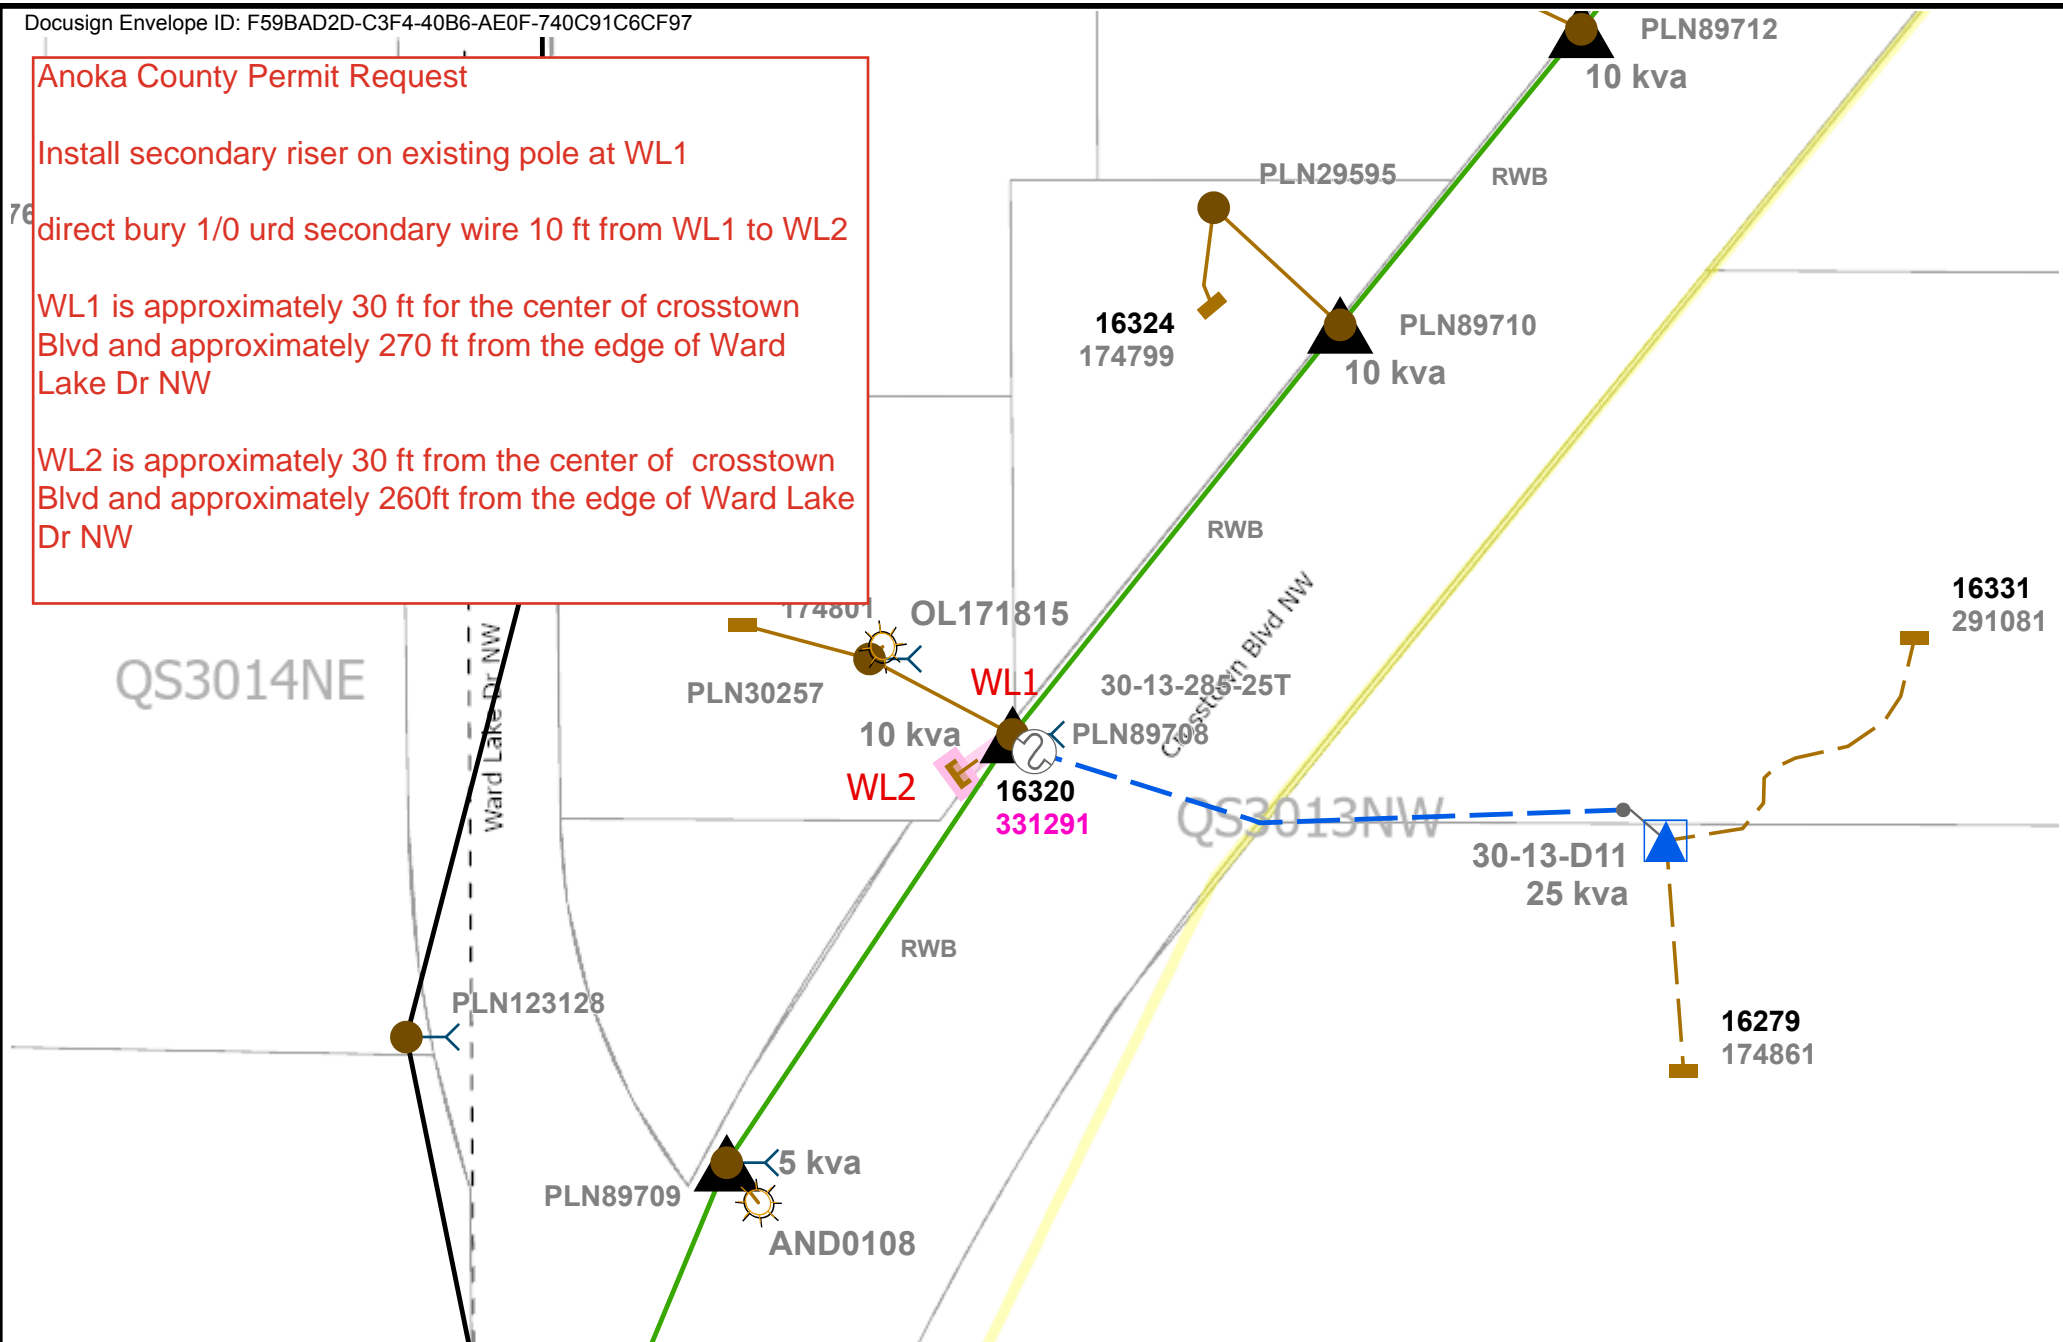 Docusign Envelope ID: F59BAD2D-C3F4-40B6-AE0F-740C91C6CF97
Anoka County Permit Request
Install secondary riser on existing pole at WL1
direct bury 1/0 urd secondary wire 10 ft from WL1 to WL2
WL1 is approximately 30 ft for the center of crosstown
Blvd and approximately 270 ft from the edge of Ward
Lake Dr NW
WL2 is approximately 30 ft from the center of crosstown
Blvd and approximately 260ft from the edge of Ward Lake
Dr NW
76
PLN89712
10 kva
RWB
PLN29595
16324
174799
PLN89710
10 kva
RWB
Crosstown Blvd NW
16331
291081
174801
OL171815
QS3014NE
Ward Lake Dr NW
PLN30257
WL1
30-13-285-25T
10 kva
PLN89708
WL2
16320
331291
QS3013NW
30-13-D11
25 kva
RWB
PLN123128
16279
174861
5 kva
PLN89709
AND0108